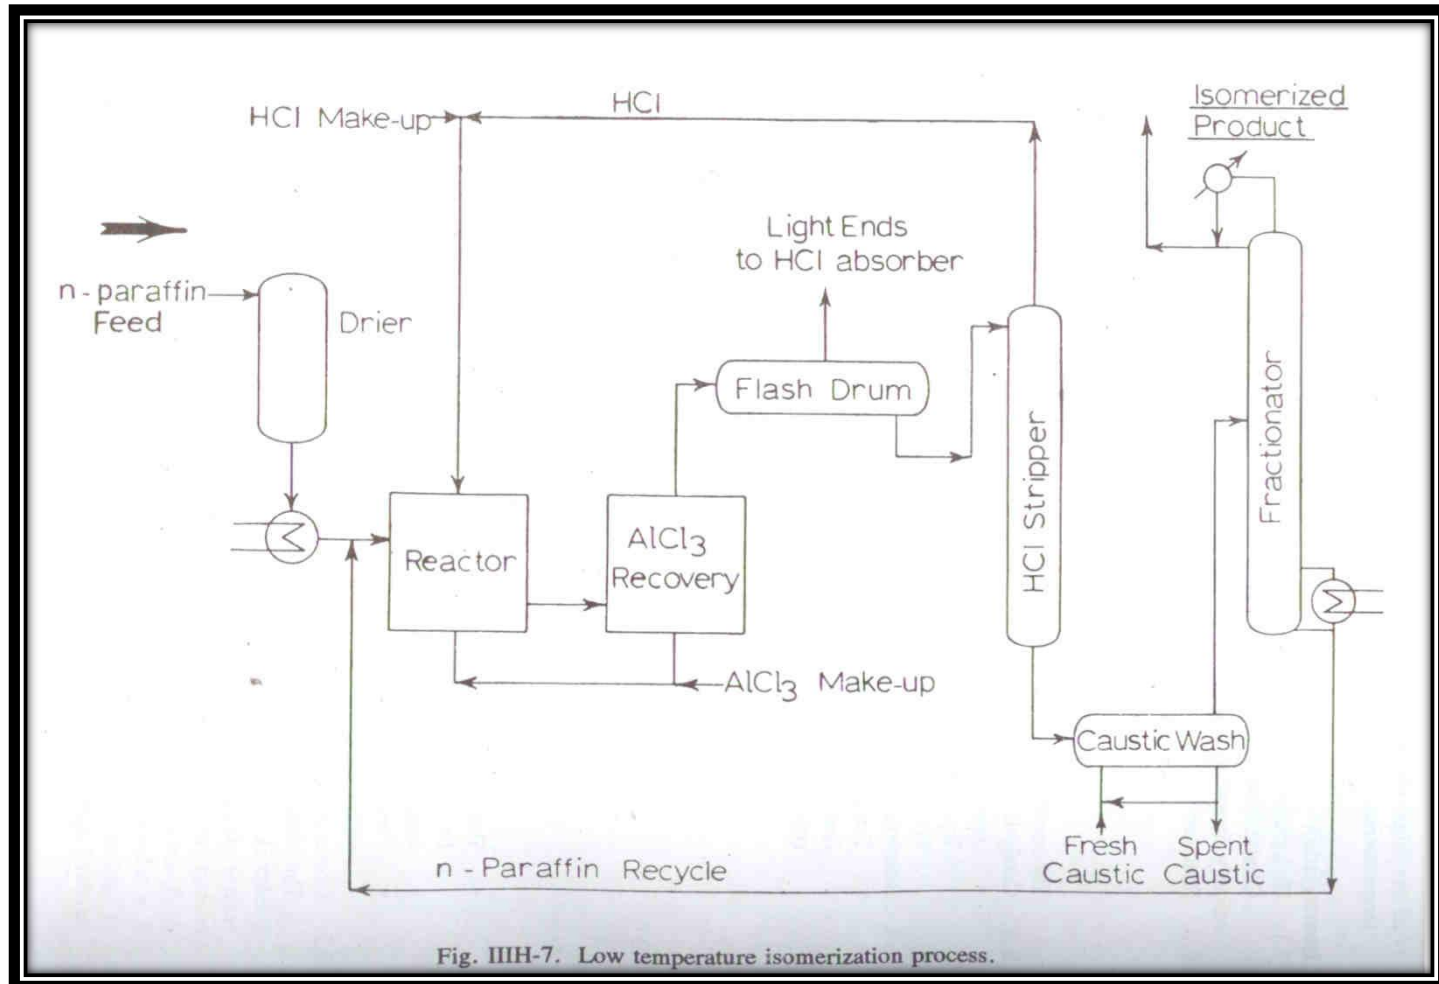 HCl Make-up
HCl
Isomerized
Product
Light Ends
to HCl absorber
n-paraffin
Feed
Drier
Flash Drum
HCl Stripper
Fractionator
Reactor
AlCl3
Recovery
AlCl3 Make-up
Caustic Wash
Fresh
Caustic
Spent
Caustic
n-Paraffin Recycle
Fig. IIIH-7. Low temperature isomerization process.